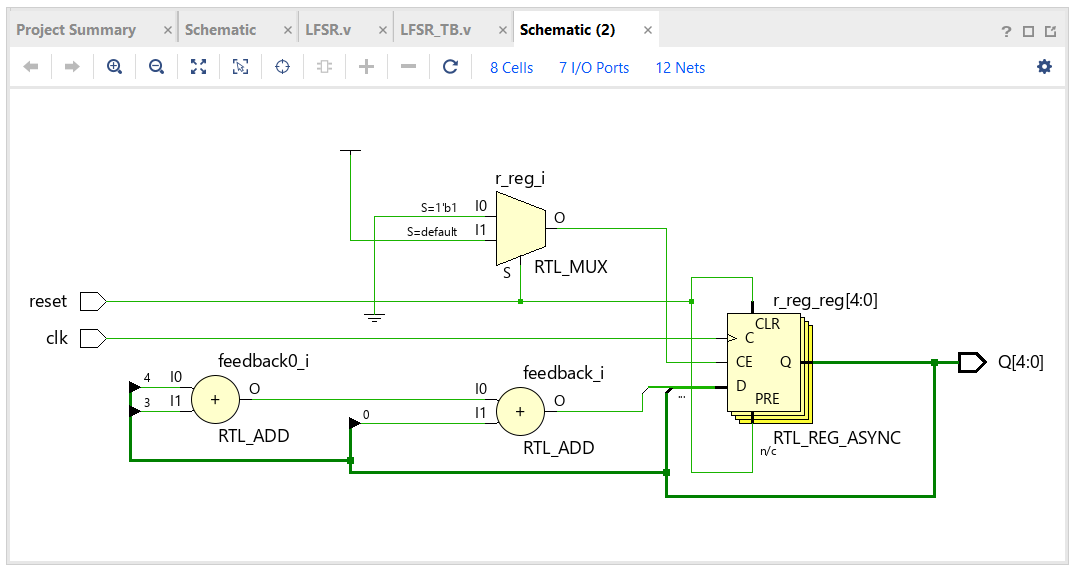 Project Summary × Schematic × LFSR.v × LFSR_TB.v × Schematic (2) × ?
8 Cells 7 I/O Ports 12 Nets
r_reg_i
S=1'b1 I0
O
S=default I1
S RTL_MUX
reset
r_reg_reg[4:0]
CLR
clk
C
feedback0_i
CE Q Q[4:0]
feedback_i
4 I0
O I0
D
3 I1
+
0 I1
+
O
...
PRE
RTL_ADD
RTL_ADD
RTL_REG_ASYNC
n/c